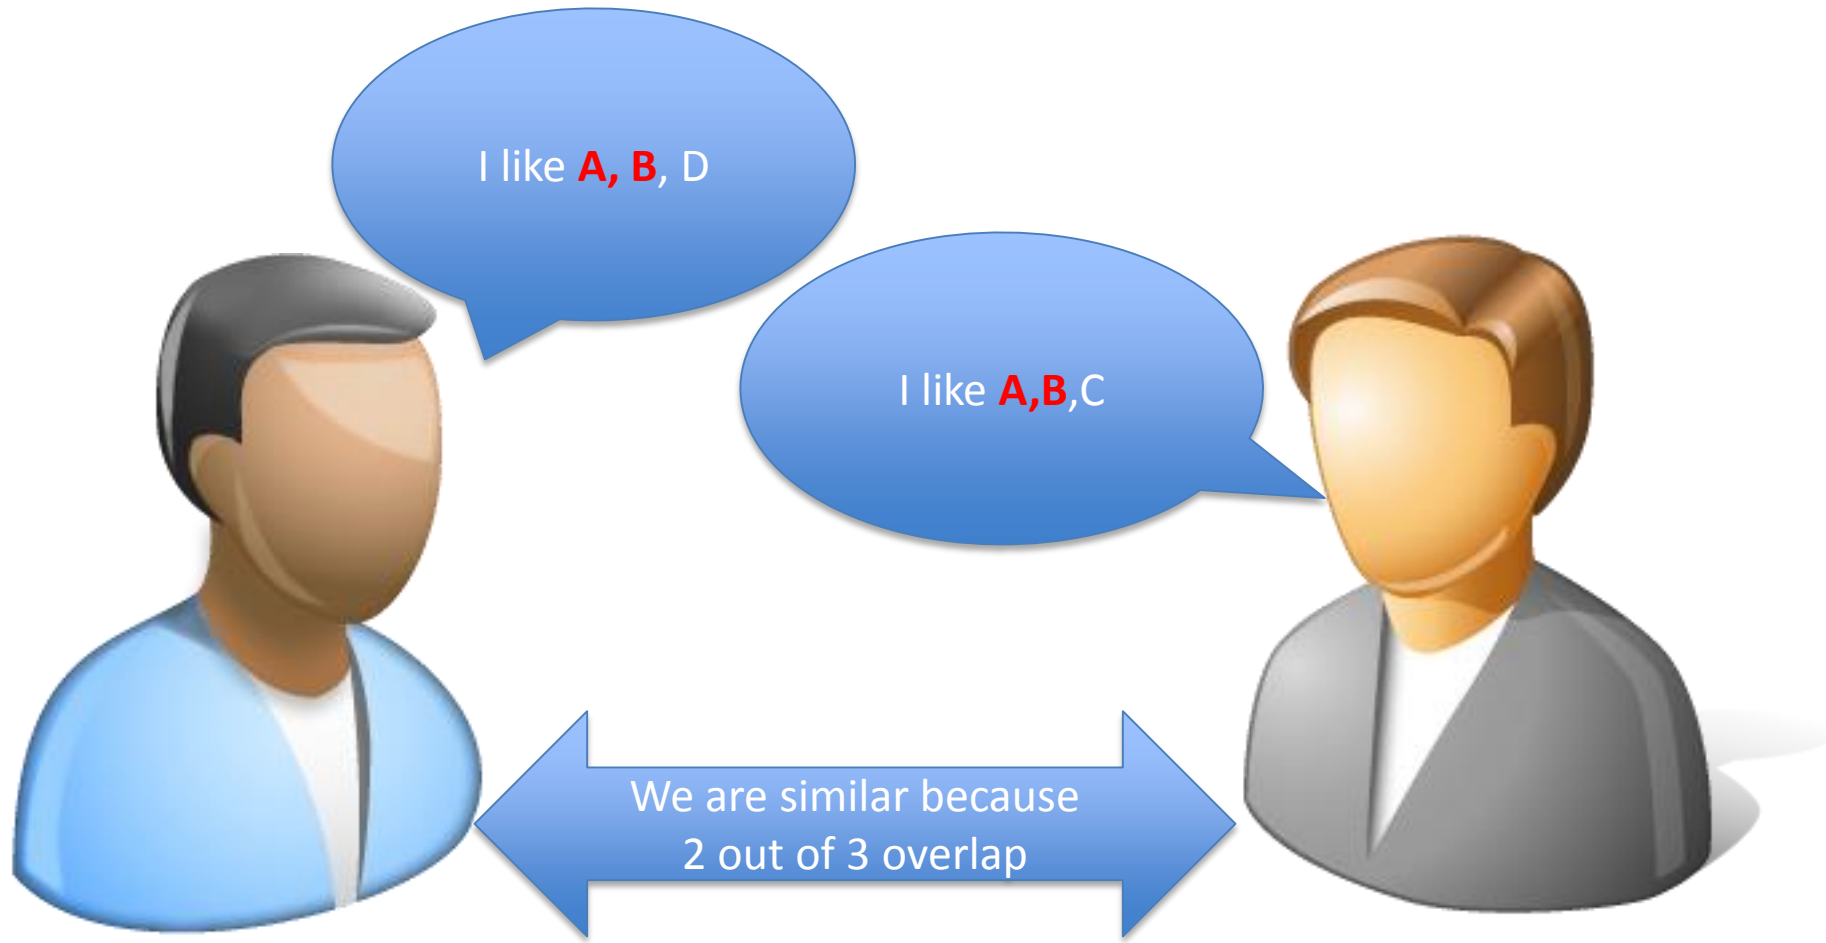 I like A, B, D
I like A,B,C
We are similar because
2 out of 3 overlap